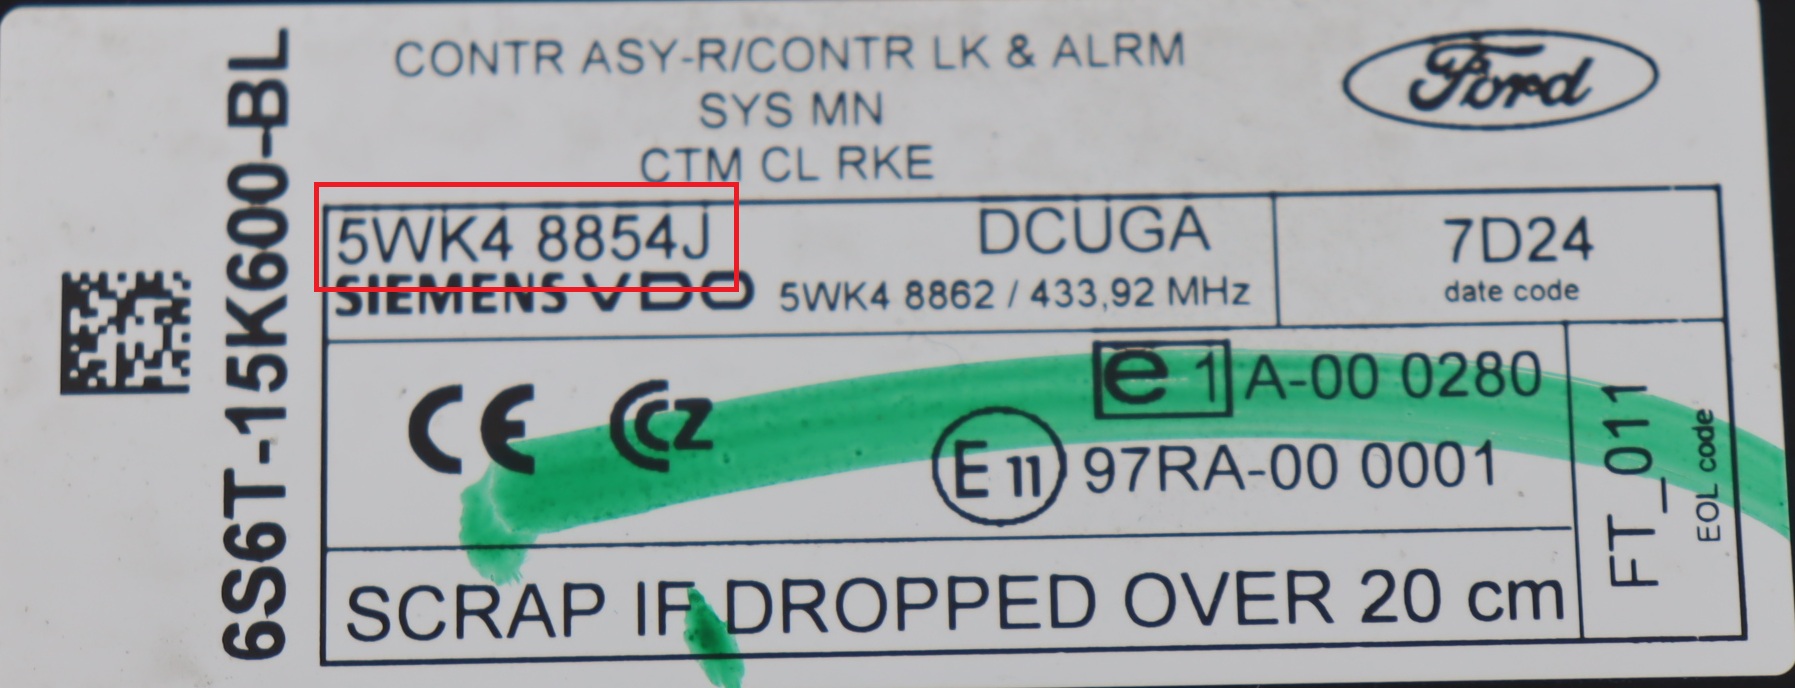 CONTR ASY-R/CONTR LK & ALRM
SYS MN
CTM CL RKE
Ford
6S6T-15K600-BL
5WK4 8854J
DCUGA
7D24
SIEMENS VDO
5WK4 8862 / 433,92 MHz
date code
CE
CCZ
e 1 A-00 0280
E 11 97RA-00 0001
FT_011
EOL code
SCRAP IF DROPPED OVER 20 cm